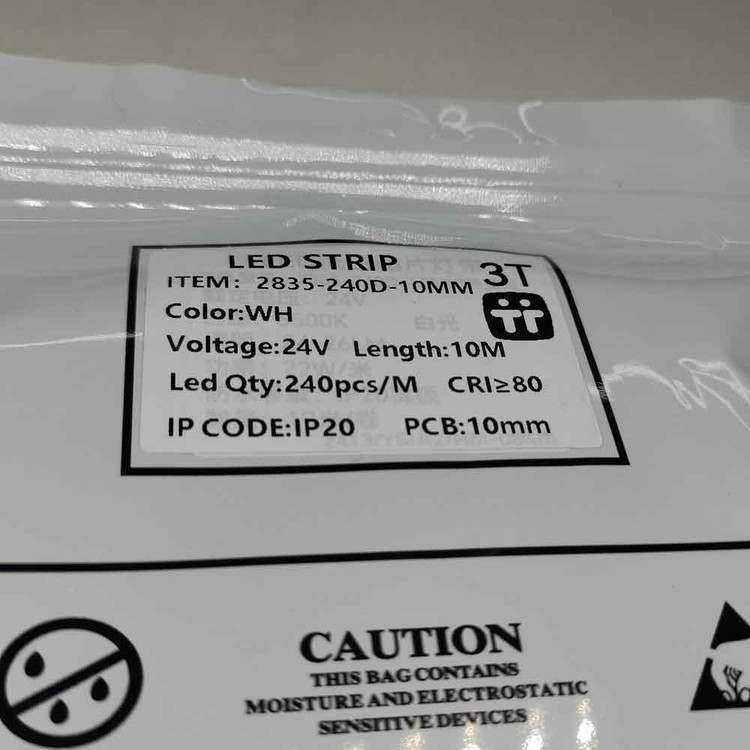 LED STRIP
3T
ITEM: 2835-240D-10MM
Color:WH
Voltage:24V Length:10M
Led Qty:240pcs/M CRI≥80
IP CODE:IP20 PCB:10mm
CAUTION
THIS BAG CONTAINS
MOISTURE AND ELECTROSTATIC
SENSITIVE DEVICES